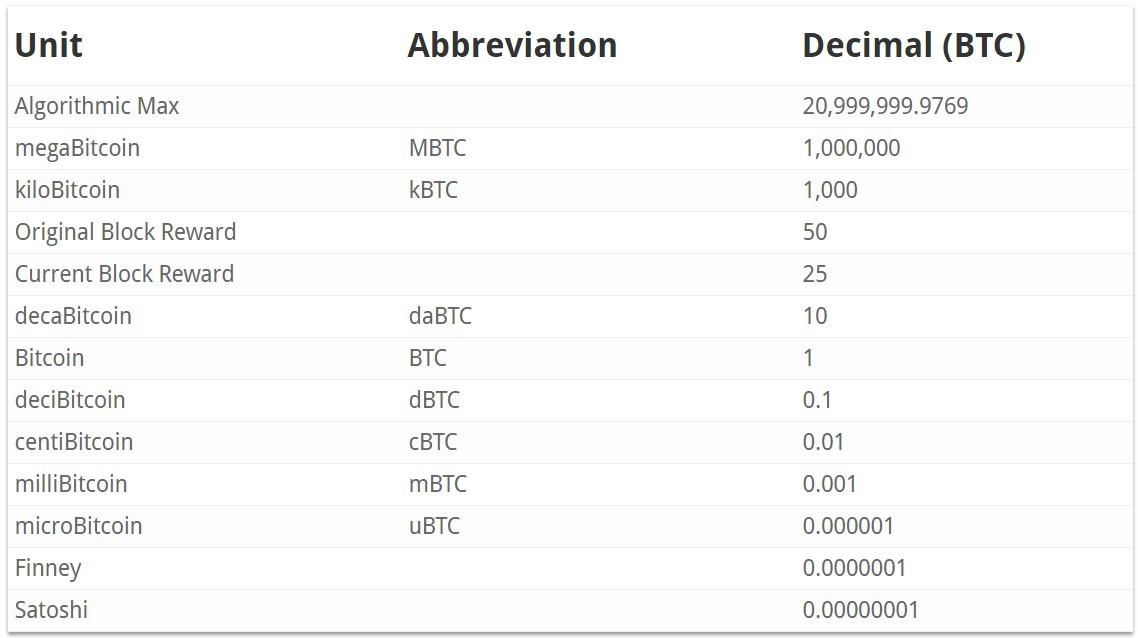 Unit Abbreviation Decimal (BTC)
Algorithmic Max 20,999,999.9769
megaBitcoin MBTC 1,000,000
kiloBitcoin kBTC 1,000
Original Block Reward 50
Current Block Reward 25
decaBitcoin daBTC 10
Bitcoin BTC 1
deciBitcoin dBTC 0.1
centiBitcoin cBTC 0.01
milliBitcoin mBTC 0.001
microBitcoin uBTC 0.000001
Finney 0.0000001
Satoshi 0.00000001